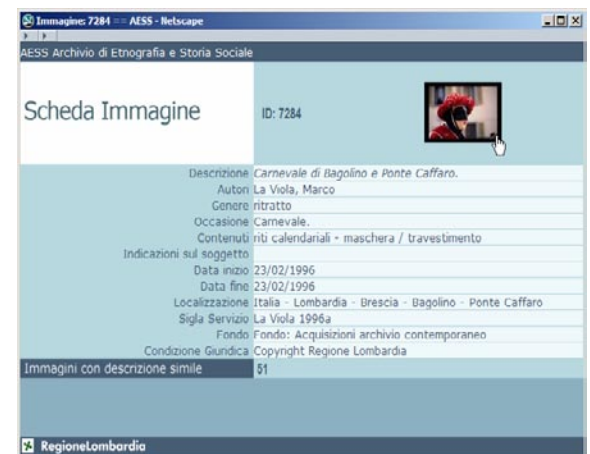 Immagine: 7284 == AESS - Netscape
AESS Archivio di Etnografia e Storia Sociale
Scheda Immagine
ID: 7284
Descrizione Carnevale di Bagolino e Ponte Caffaro.
Autori La Viola, Marco
Genere ritratto
Occasione Carnevale.
Contenuti riti calendariali - maschera / travestimento
Indicazioni sul soggetto
Data inizio 23/02/1996
Data fine 23/02/1996
Localizzazione Italia - Lombardia - Brescia - Bagolino - Ponte Caffaro
Sigla Servizio La Viola 1996a
Fondo Fondo: Acquisizioni archivio contemporaneo
Condizione Giuridica Copyright Regione Lombardia
Immagini con descrizione simile 51
RegioneLombardia